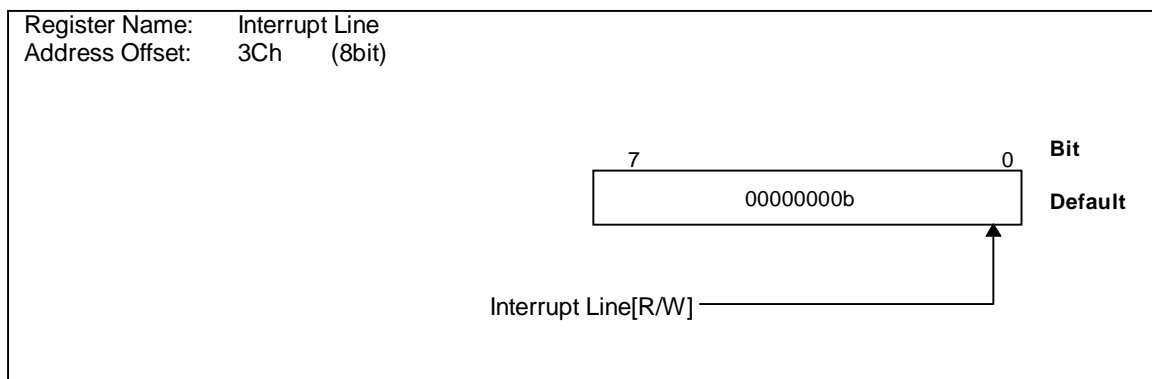 Register Name: Interrupt Line
Address Offset: 3Ch (8bit)
7 0 Bit
00000000b Default
Interrupt Line[R/W]